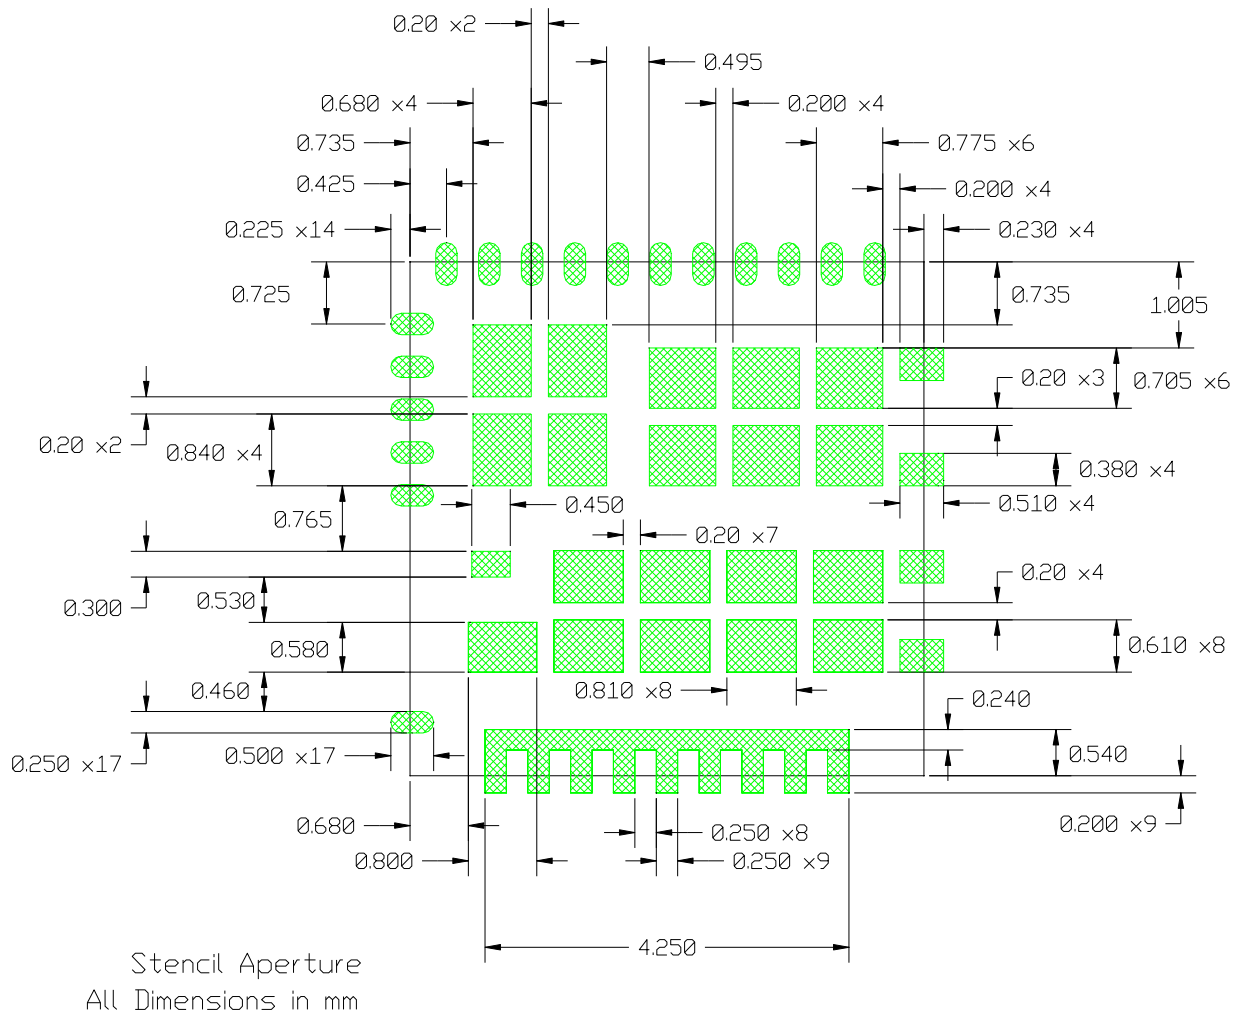 0.20 x2
0.495
0.680 x4
0.200 x4
0.735
0.775 x6
0.425
0.200 x4
0.225 x14
0.230 x4
0.725
0.735
1.005
0.20 x3
0.705 x6
0.20 x2
0.840 x4
0.380 x4
0.450
0.510 x4
0.765
0.20 x7
0.20 x4
0.300
0.530
0.580
0.610 x8
0.460
0.810 x8
0.240
0.250 x17
0.500 x17
0.540
0.680
0.250 x8
0.200 x9
0.800
0.250 x9
4.250
Stencil Aperture
All Dimensions in mm